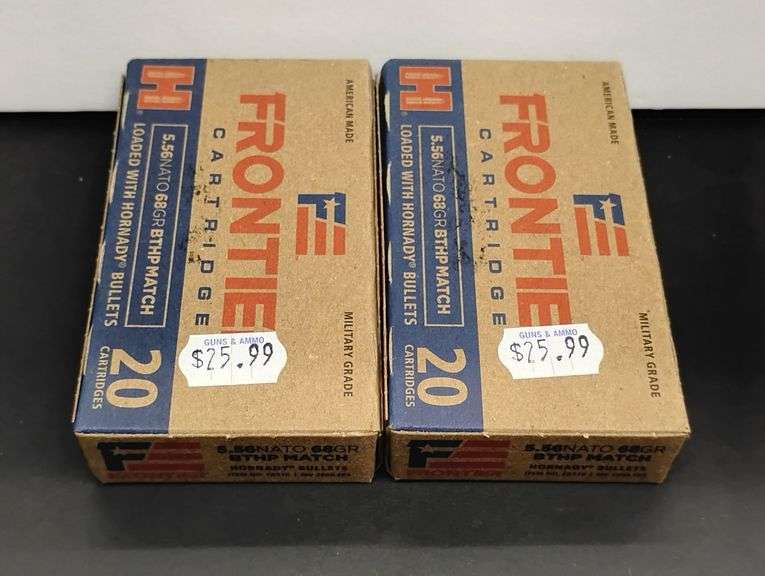 AMERICAN MADE
FRONTIE
CARTRIDGE
5.56NATO 68GR BTHP MATCH
LOADED WITH HORNADY® BULLETS
20
CARTRIDGES
MILITARY GRADE
GUNS & AMMO
$25.99
5.56NATO 68GR
BTHP MATCH
HORNADY® BULLETS
FRONTIER
H
F
AMERICAN MADE
FRONTIE
CARTRIDGE
5.56NATO 68GR BTHP MATCH
LOADED WITH HORNADY® BULLETS
20
CARTRIDGES
MILITARY GRADE
GUNS & AMMO
$25.99
5.56NATO 68GR
BTHP MATCH
HORNADY® BULLETS
FRONTIER
H
F